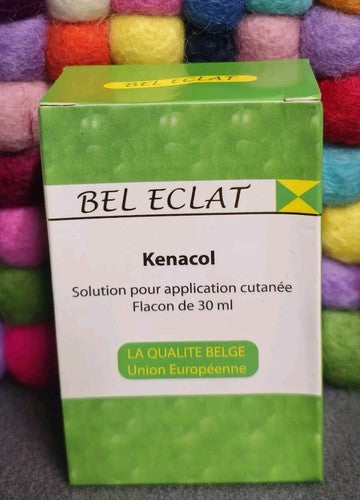 BEL ECLAT
BEL ECLAT
Kenacol
Solution pour application cutanée
Flacon de 30 ml
LA QUALITE BELGE
Union Européenne